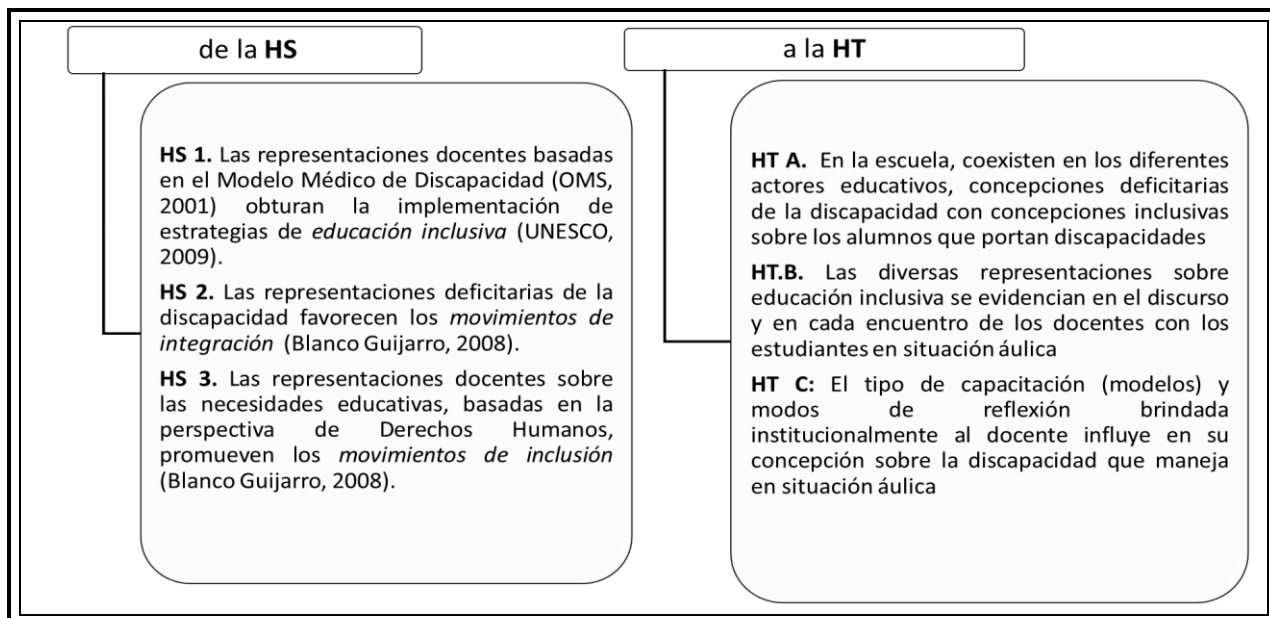 de la HS
HS 1. Las representaciones docentes basadas
en el Modelo Médico de Discapacidad (OMS,
2001) obturan la implementación de
estrategias de educación inclusiva (UNESCO,
2009).
HS 2. Las representaciones deficitarias de la
discapacidad favorecen los movimientos de
integración (Blanco Guijarro, 2008).
HS 3. Las representaciones docentes sobre
las necesidades educativas, basadas en la
perspectiva de Derechos Humanos,
promueven los movimientos de inclusión
(Blanco Guijarro, 2008).
a la HT
HT A. En la escuela, coexisten en los diferentes
actores educativos, concepciones deficitarias
de la discapacidad con concepciones inclusivas
sobre los alumnos que portan discapacidades
HT.B. Las diversas representaciones sobre
educación inclusiva se evidencian en el discurso
y en cada encuentro de los docentes con los
estudiantes en situación áulica
HT C: El tipo de capacitación (modelos) y
modos de reflexión brindada
institucionalmente al docente influye en su
concepción sobre la discapacidad que maneja
en situación áulica